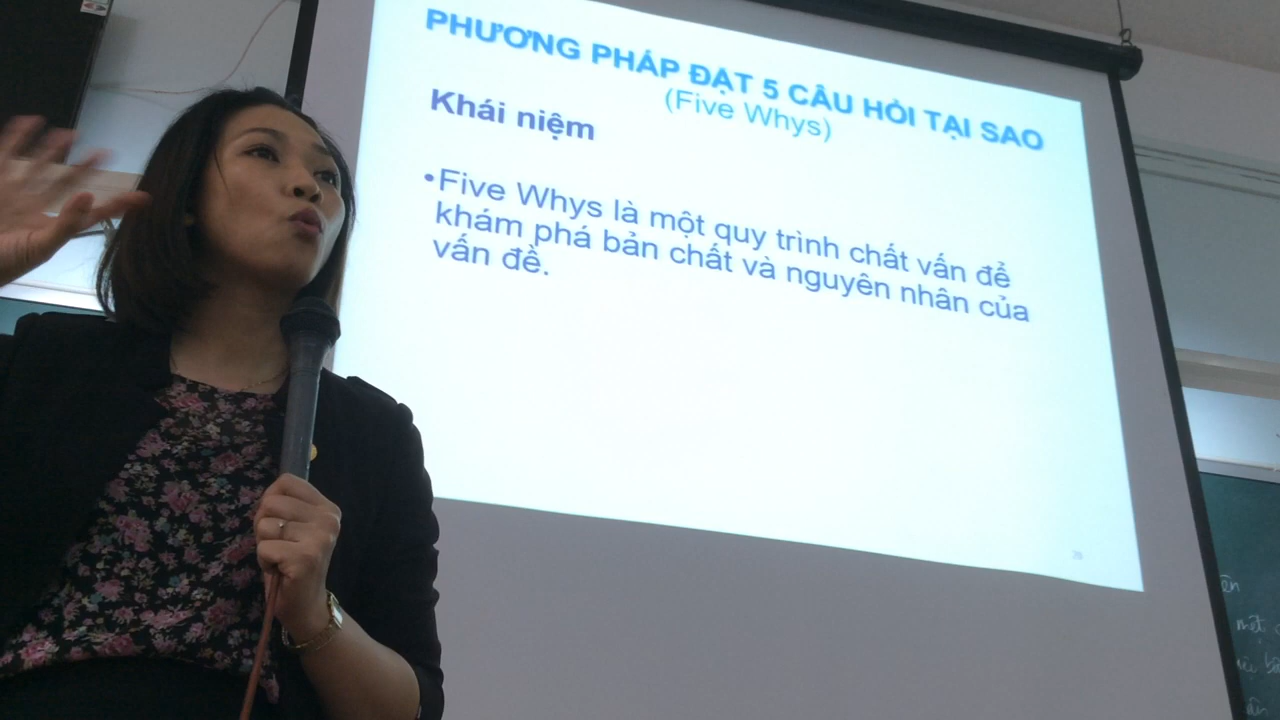 PHƯƠNG PHÁP ĐẶT 5 CÂU HỎI TẠI SAO
(Five Whys)
Khái niệm
•Five Whys là một quy trình chất vấn để
khám phá bản chất và nguyên nhân của
vấn đề.
một